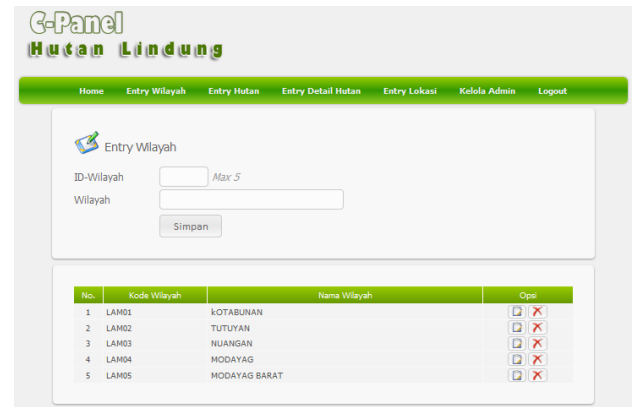 C-Panel
Hutan Lindung
Home Entry Wilayah Entry Hutan Entry Detail Hutan Entry Lokasi Kelola Admin Logout
Entry Wilayah
ID-Wilayah Max 5
Wilayah
Simpan
No. Kode Wilayah Nama Wilayah Opsi
1 LAM01 kOTABUNAN
2 LAM02 TUTUYAN
3 LAM03 NUANGAN
4 LAM04 MODAYAG
5 LAM05 MODAYAG BARAT